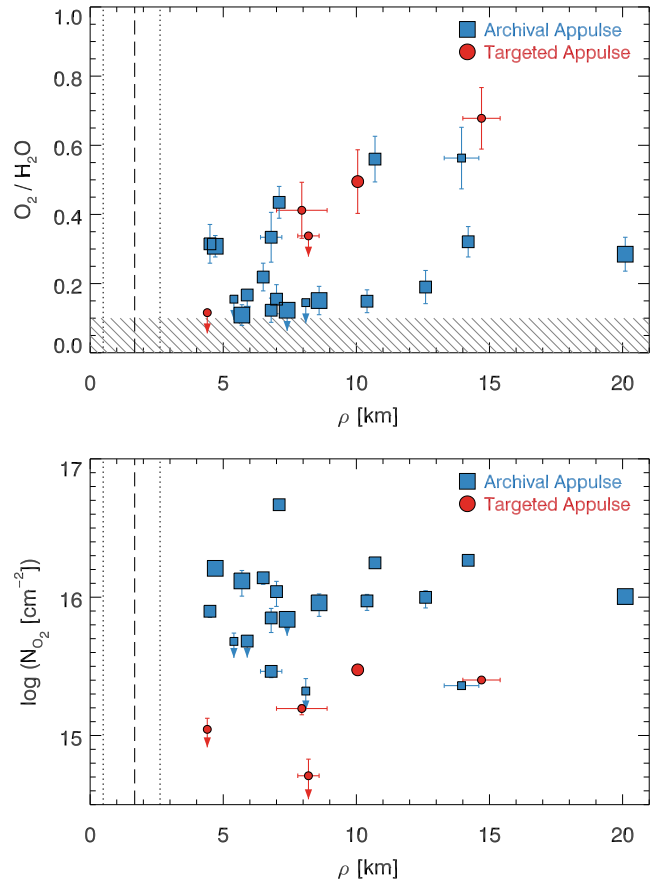 1.0
Archival Appulse
Targeted Appulse
0.8
0.6
0.4
0.2
0.0
O₂ / H₂O
0 5 10 15 20
ρ [km]
17
Archival Appulse
Targeted Appulse
16
15
log (N_O₂ [cm⁻²])
0 5 10 15 20
ρ [km]